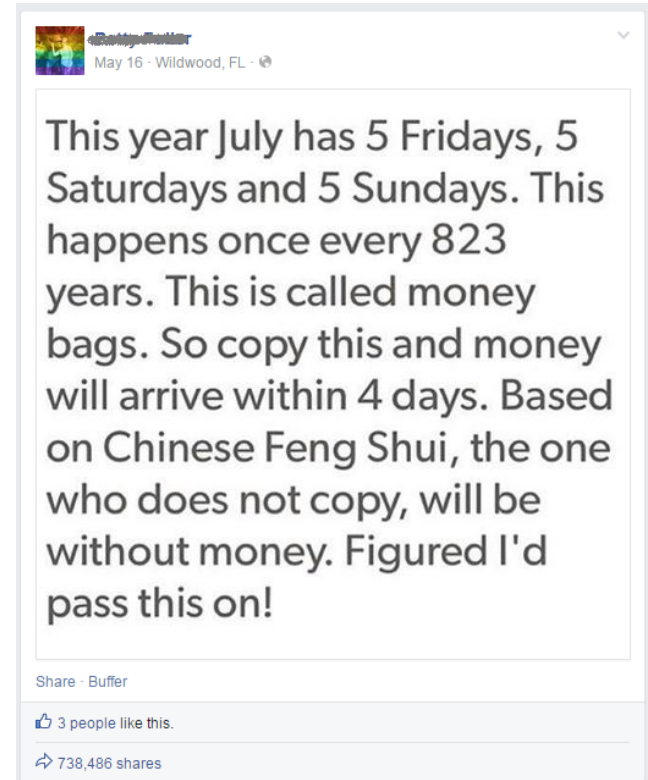 May 16 · Wildwood, FL ·
This year July has 5 Fridays, 5
Saturdays and 5 Sundays. This
happens once every 823
years. This is called money
bags. So copy this and money
will arrive within 4 days. Based
on Chinese Feng Shui, the one
who does not copy, will be
without money. Figured I'd
pass this on!
Share · Buffer
3 people like this.
738,486 shares